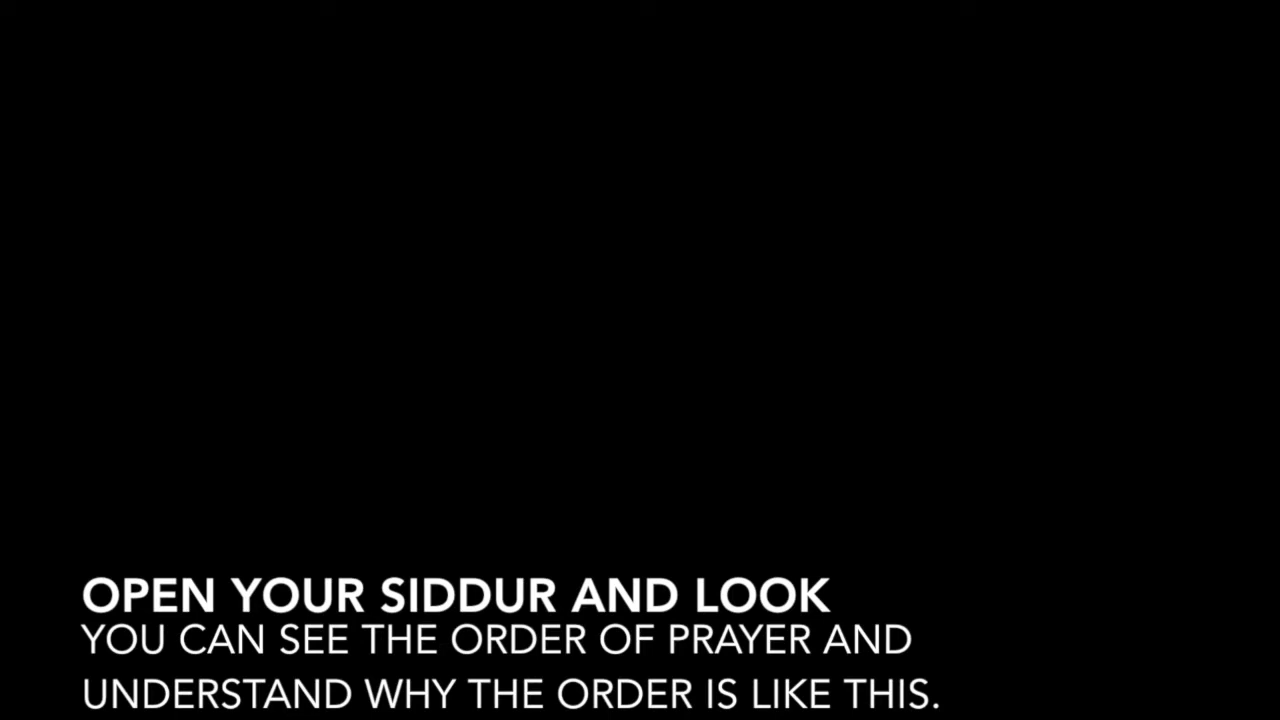 OPEN YOUR SIDDUR AND LOOK
YOU CAN SEE THE ORDER OF PRAYER AND
UNDERSTAND WHY THE ORDER IS LIKE THIS.